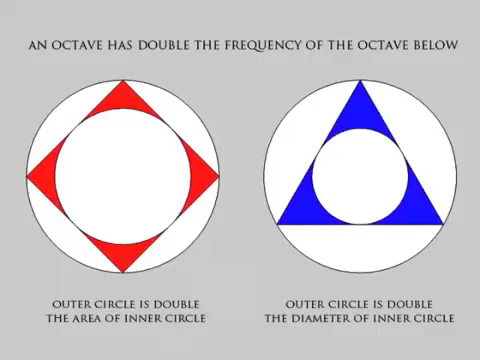 AN OCTAVE HAS DOUBLE THE FREQUENCY OF THE OCTAVE BELOW
OUTER CIRCLE IS DOUBLE
THE AREA OF INNER CIRCLE
OUTER CIRCLE IS DOUBLE
THE DIAMETER OF INNER CIRCLE